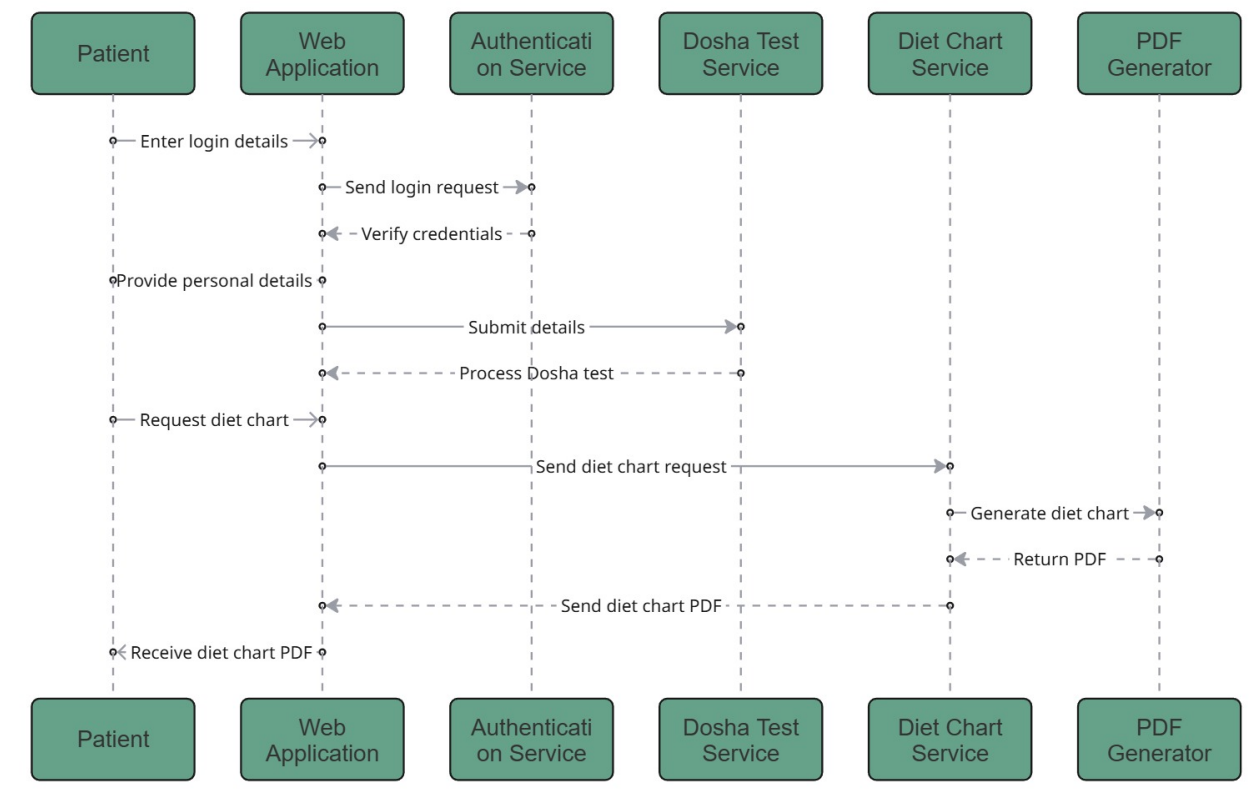 Patient
Web
Application
Authenticati
on Service
Dosha Test
Service
Diet Chart
Service
PDF
Generator
Enter login details
Send login request
Verify credentials
Provide personal details
Submit details
Process Dosha test
Request diet chart
Send diet chart request
Generate diet chart
Return PDF
Send diet chart PDF
Receive diet chart PDF
Patient
Web
Application
Authenticati
on Service
Dosha Test
Service
Diet Chart
Service
PDF
Generator